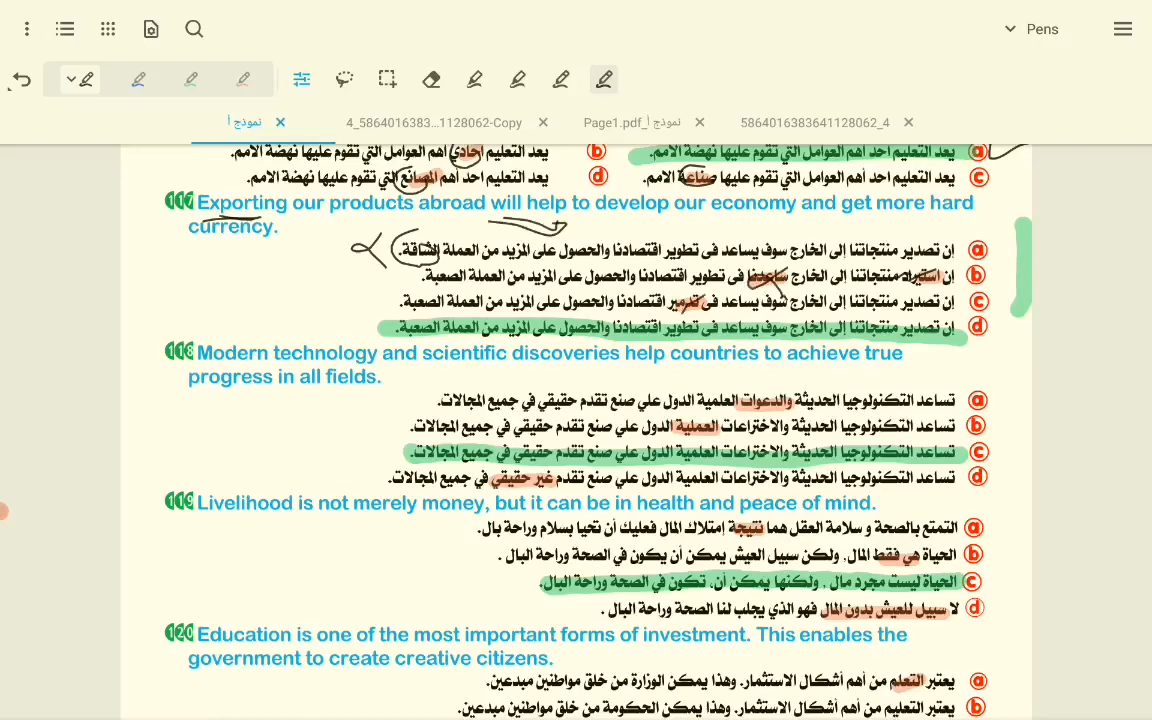 Pens
نموذج أ
4_5864016383...1128062-Copy
Page1.pdf_نموذج أ
5864016383641128062_4
a يعد التعليم احد اهم العوامل التي تقوم عليها نهضة الامم.
b يعد التعليم احادي اهم العوامل التي تقوم عليها نهضة الامم.
c يعد التعليم احد أهم العوامل التي تقوم عليها صناعة الامم.
d يعد التعليم احد أهم المصانع التي تقوم عليها نهضة الامم.
117 Exporting our products abroad will help to develop our economy and get more hard
currency.
a إن تصدير منتجاتنا إلى الخارج سوف يساعد فى تطوير اقتصادنا والحصول على المزيد من العملة الشاقة.
b إن استيراد منتجاتنا إلى الخارج ساعدنا فى تطوير اقتصادنا والحصول على المزيد من العملة الصعبة.
c إن تصدير منتجاتنا إلى الخارج سوف يساعد فى تدمير اقتصادنا والحصول على المزيد من العملة الصعبة.
d إن تصدير منتجاتنا إلى الخارج سوف يساعد فى تطوير اقتصادنا والحصول على المزيد من العملة الصعبة.
118 Modern technology and scientific discoveries help countries to achieve true
progress in all fields.
a تساعد التكنولوجيا الحديثة والدعوات العلمية الدول علي صنع تقدم حقيقي في جميع المجالات.
b تساعد التكنولوجيا الحديثة والاختراعات العملية الدول علي صنع تقدم حقيقي في جميع المجالات.
c تساعد التكنولوجيا الحديثة والاختراعات العلمية الدول علي صنع تقدم حقيقي في جميع المجالات.
d تساعد التكنولوجيا الحديثة والاختراعات العلمية الدول علي صنع تقدم غير حقيقي في جميع المجالات.
119 Livelihood is not merely money, but it can be in health and peace of mind.
a التمتع بالصحة و سلامة العقل هما نتيجة إمتلاك المال فعليك أن تحيا بسلام وراحة بال.
b الحياة هي فقط المال, ولكن سبيل العيش يمكن أن يكون في الصحة وراحة البال .
c الحياة ليست مجرد مال , ولكنها يمكن أن, تكون في الصحة وراحة البال.
d لا سبيل للعيش بدون المال فهو الذي يجلب لنا الصحة وراحة البال .
120 Education is one of the most important forms of investment. This enables the
government to create creative citizens.
a يعتبر التعلم من أهم أشكال الاستثمار. وهذا يمكن الوزارة من خلق مواطنين مبدعين.
b يعتبر التعليم من أهم أشكال الاستثمار. وهذا يمكن الحكومة من خلق مواطنين مبدعين.